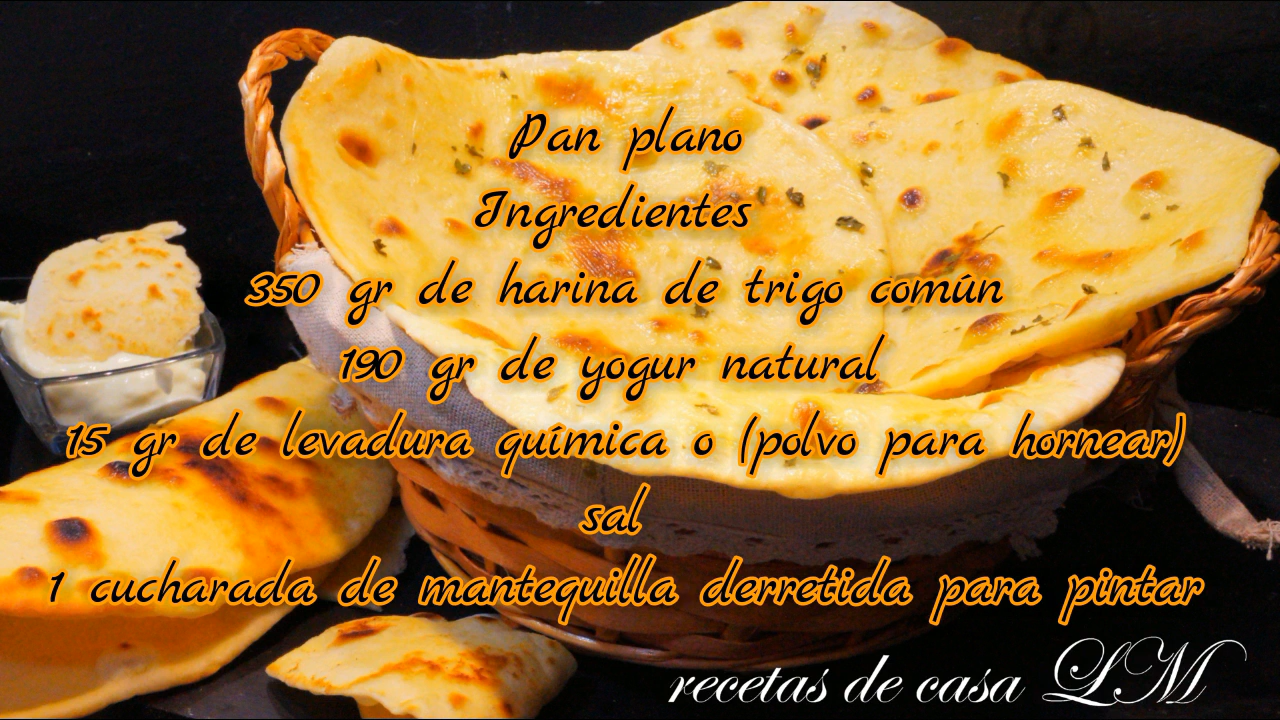 Pan plano
Ingredientes
350 gr de harina de trigo común
190 gr de yogur natural
15 gr de levadura química o (polvo para hornear)
sal
1 cucharada de mantequilla derretida para pintar
recetas de casa LM